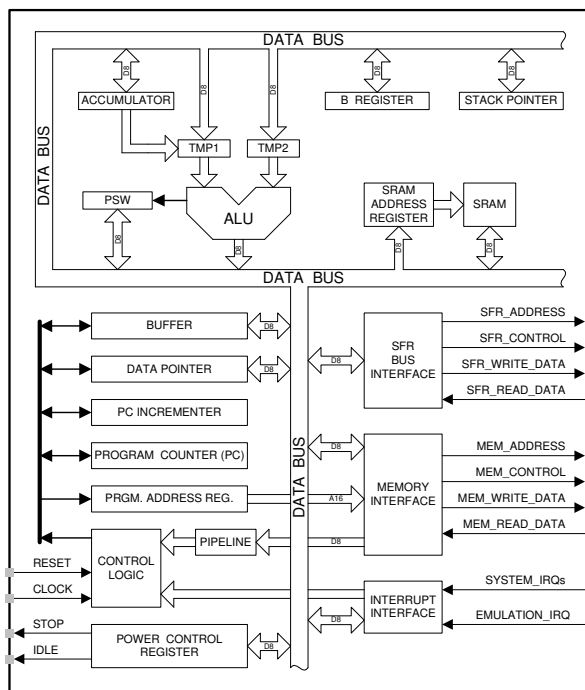 DATA BUS
D8
D8
D8
D8
D8
ACCUMULATOR
B REGISTER
STACK POINTER
DATA BUS
TMP1
TMP2
PSW
ALU
SRAM
ADDRESS
REGISTER
SRAM
D8
D8
D8
D8
DATA BUS
BUFFER
D8
DATA POINTER
D8
PC INCREMENTER
PROGRAM COUNTER (PC)
PRGM. ADDRESS REG.
A16
PIPELINE
D8
CONTROL
LOGIC
RESET
CLOCK
STOP
IDLE
POWER CONTROL
REGISTER
D8
DATA BUS
D8
SFR
BUS
INTERFACE
SFR_ADDRESS
SFR_CONTROL
SFR_WRITE_DATA
SFR_READ_DATA
D8
MEMORY
INTERFACE
MEM_ADDRESS
MEM_CONTROL
MEM_WRITE_DATA
MEM_READ_DATA
D8
INTERRUPT
INTERFACE
SYSTEM_IRQs
EMULATION_IRQ